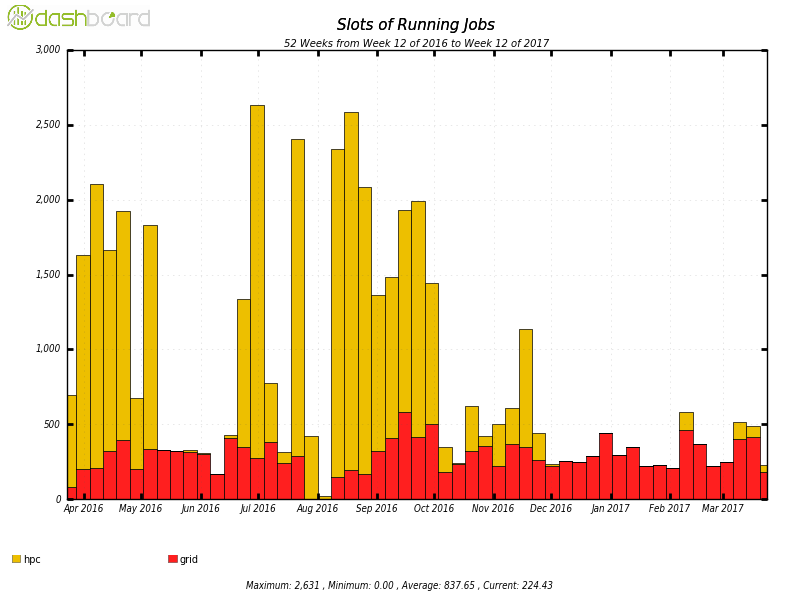 dashboard
Slots of Running Jobs
52 Weeks from Week 12 of 2016 to Week 12 of 2017
3,000
2,500
2,000
1,500
1,000
500
0
Apr 2016 May 2016 Jun 2016 Jul 2016 Aug 2016 Sep 2016 Oct 2016 Nov 2016 Dec 2016 Jan 2017 Feb 2017 Mar 2017
hpc grid
Maximum: 2,631 , Minimum: 0.00 , Average: 837.65 , Current: 224.43